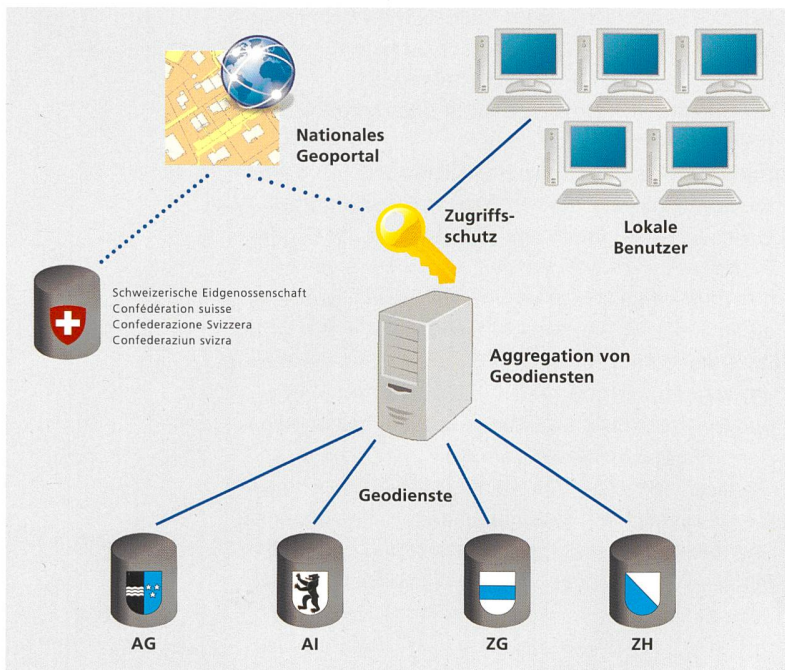 Nationales
Geoportal
Zugriffs-
schutz
Lokale
Benutzer
Schweizerische Eidgenossenschaft
Confédération suisse
Confederazione Svizzera
Confederaziun svizra
Aggregation von
Geodiensten
Geodienste
AG
AI
ZG
ZH